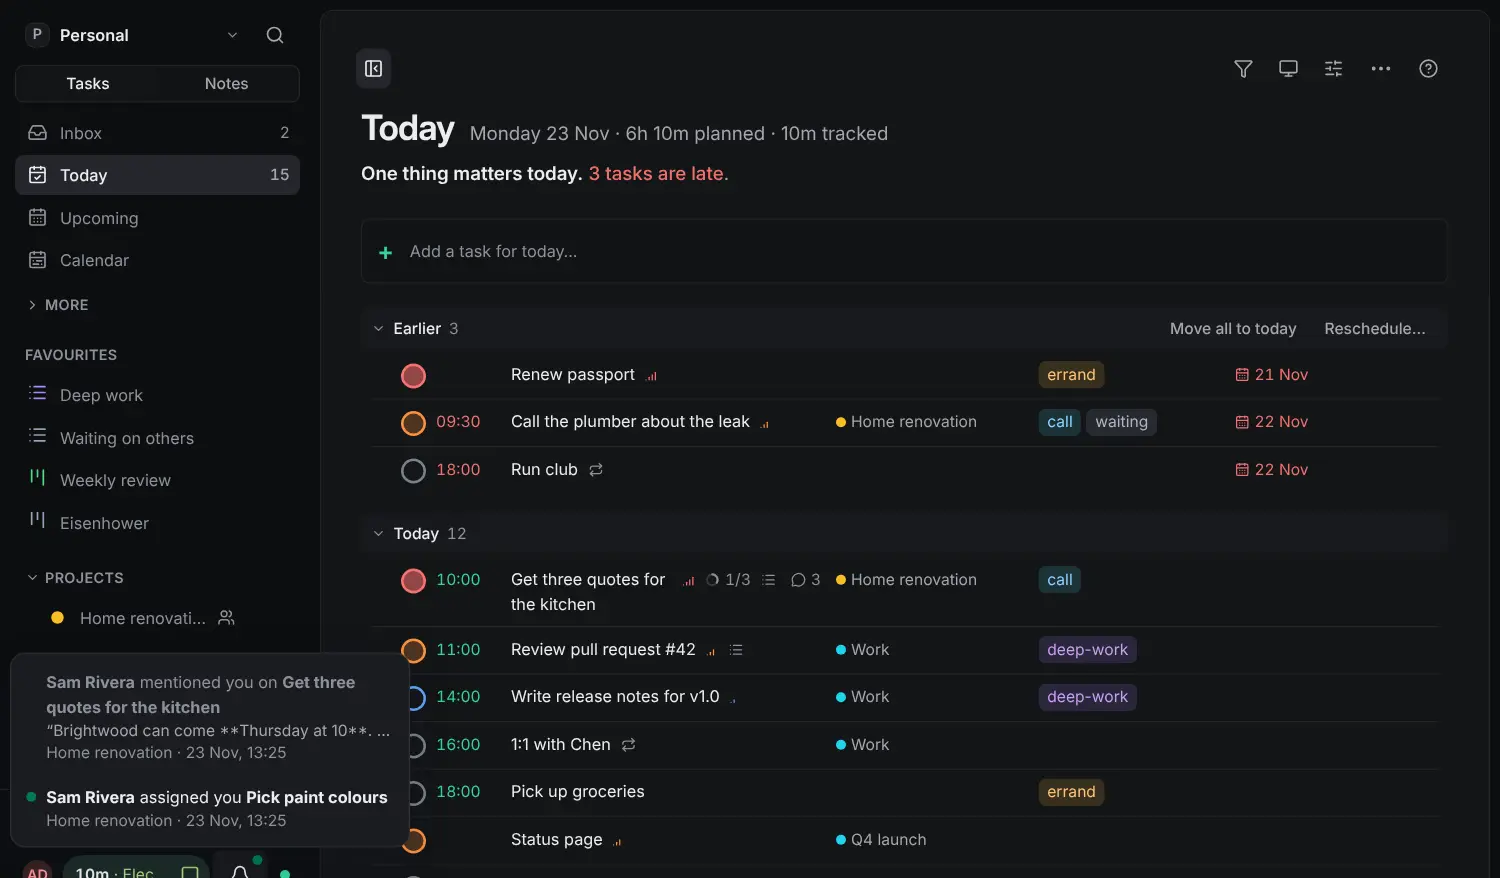 P Personal
Tasks Notes
Inbox 2
Today 15
Upcoming
Calendar
MORE
FAVOURITES
Deep work
Waiting on others
Weekly review
Eisenhower
PROJECTS
Home renovati...
Sam Rivera mentioned you on Get three
quotes for the kitchen
“Brightwood can come **Thursday at 10**. ...
Home renovation · 23 Nov, 13:25
Sam Rivera assigned you Pick paint colours
Home renovation · 23 Nov, 13:25
AD 10m · Elec
Today Monday 23 Nov · 6h 10m planned · 10m tracked
One thing matters today. 3 tasks are late.
+ Add a task for today...
Earlier 3 Move all to today Reschedule...
Renew passport errand 21 Nov
09:30 Call the plumber about the leak Home renovation call waiting 22 Nov
18:00 Run club 22 Nov
Today 12
10:00 Get three quotes for 1/3 3 Home renovation call
the kitchen
11:00 Review pull request #42 Work deep-work
14:00 Write release notes for v1.0 Work deep-work
16:00 1:1 with Chen Work
18:00 Pick up groceries errand
Status page Q4 launch